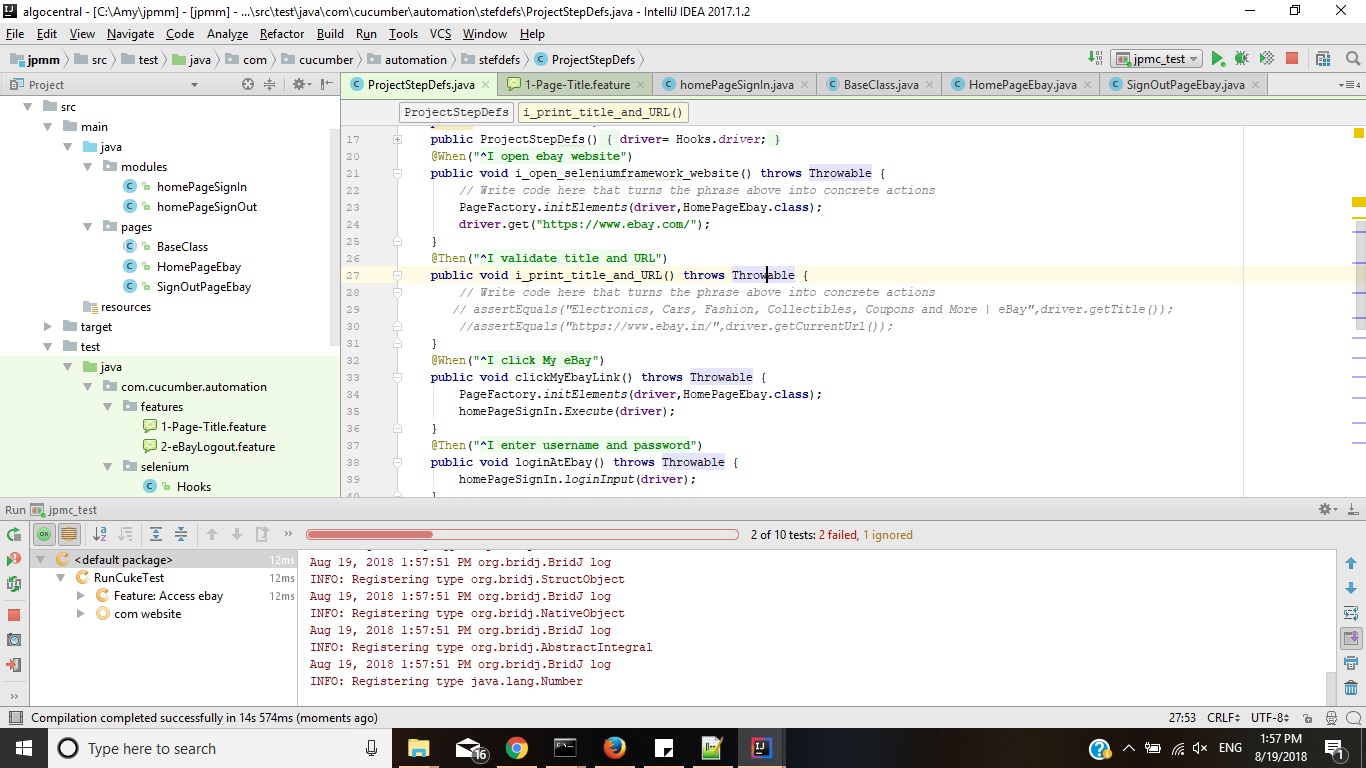 algocentral - [C:\Amy\jpmm] - [jpmm] - ...\src\test\java\com\cucumber\automation\stefdefs\ProjectStepDefs.java - IntelliJ IDEA 2017.1.2
File Edit View Navigate Code Analyze Refactor Build Run Tools VCS Window Help
jpmm src test java com cucumber automation stefdefs ProjectStepDefs jpmc_test
Project ProjectStepDefs.java 1-Page-Title.feature homePageSignIn.java BaseClass.java HomePageEbay.java SignOutPageEbay.java
ProjectStepDefs i_print_title_and_URL()
src
main
java
modules
homePageSignIn
homePageSignOut
pages
BaseClass
HomePageEbay
SignOutPageEbay
resources
target
test
java
com.cucumber.automation
features
1-Page-Title.feature
2-eBayLogout.feature
selenium
Hooks
17 public ProjectStepDefs() { driver= Hooks.driver; }
20 @When("^I open ebay website")
21 public void i_open_seleniumframework_website() throws Throwable {
22 // Write code here that turns the phrase above into concrete actions
23 PageFactory.initElements(driver,HomePageEbay.class);
24 driver.get("https://www.ebay.com/");
25 }
26 @Then("^I validate title and URL")
27 public void i_print_title_and_URL() throws Throwable {
28 // Write code here that turns the phrase above into concrete actions
29 // assertEquals("Electronics, Cars, Fashion, Collectibles, Coupons and More | eBay",driver.getTitle());
30 //assertEquals("https://www.ebay.in/",driver.getCurrentUrl());
31 }
32 @When("^I click My eBay")
33 public void clickMyEbayLink() throws Throwable {
34 PageFactory.initElements(driver,HomePageEbay.class);
35 homePageSignIn.Execute(driver);
36 }
37 @Then("^I enter username and password")
38 public void loginAtEbay() throws Throwable {
39 homePageSignIn.loginInput(driver);
40 }
Run jpmc_test
2 of 10 tests: 2 failed, 1 ignored
<default package> 12ms
RunCukeTest 12ms
Feature: Access ebay 12ms
com website
Aug 19, 2018 1:57:51 PM org.bridj.BridJ log
INFO: Registering type org.bridj.StructObject
Aug 19, 2018 1:57:51 PM org.bridj.BridJ log
INFO: Registering type org.bridj.NativeObject
Aug 19, 2018 1:57:51 PM org.bridj.BridJ log
INFO: Registering type org.bridj.AbstractIntegral
Aug 19, 2018 1:57:51 PM org.bridj.BridJ log
INFO: Registering type java.lang.Number
Compilation completed successfully in 14s 574ms (moments ago) 27:53 CRLF UTF-8
Type here to search 16 ENG 1:57 PM
8/19/2018 1